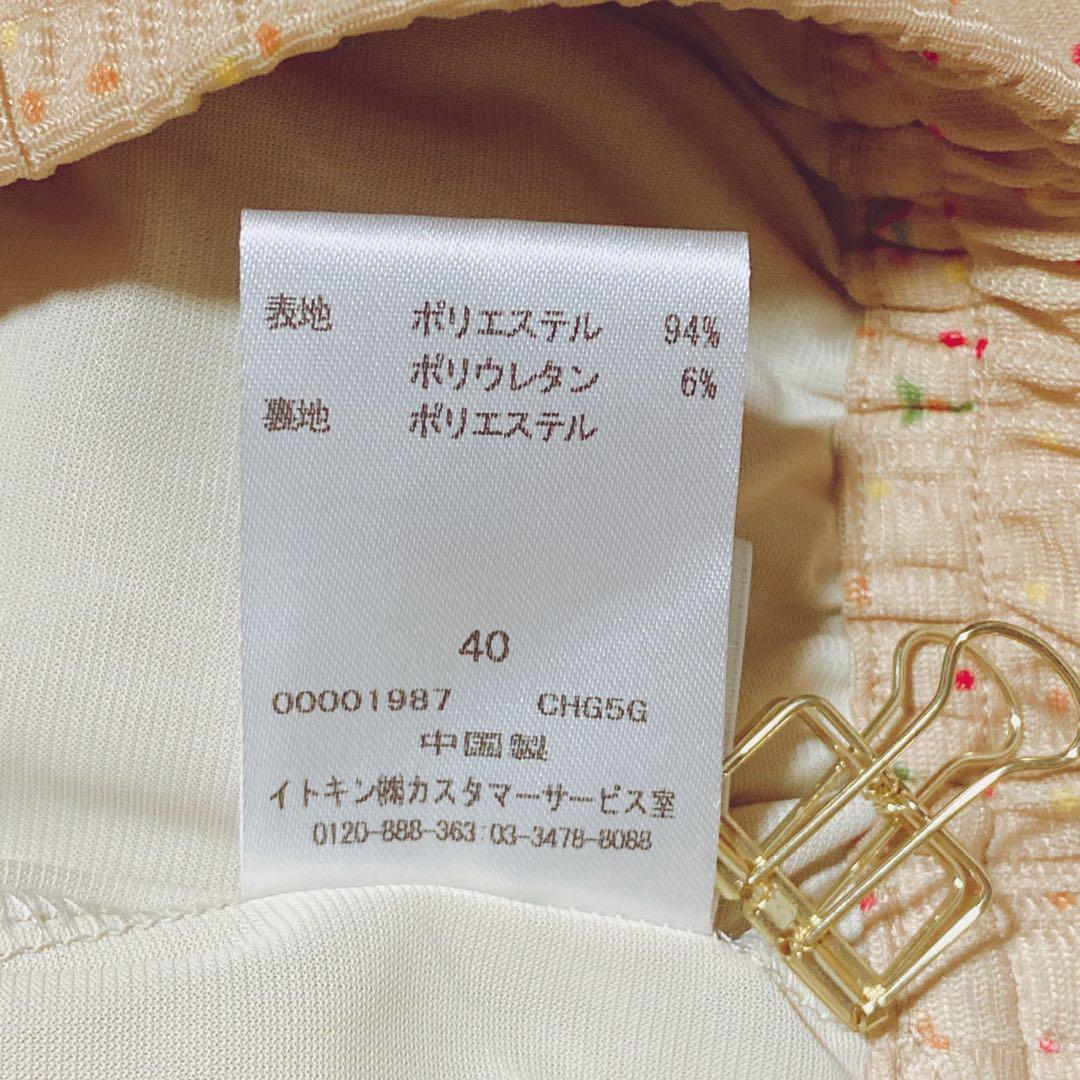 表地 ポリエステル 94%
ポリウレタン 6%
裏地 ポリエステル
40
00001987 CHG5G
中国製
イトキン㈱カスタマーサービス室
0120-888-363:03-3478-8088